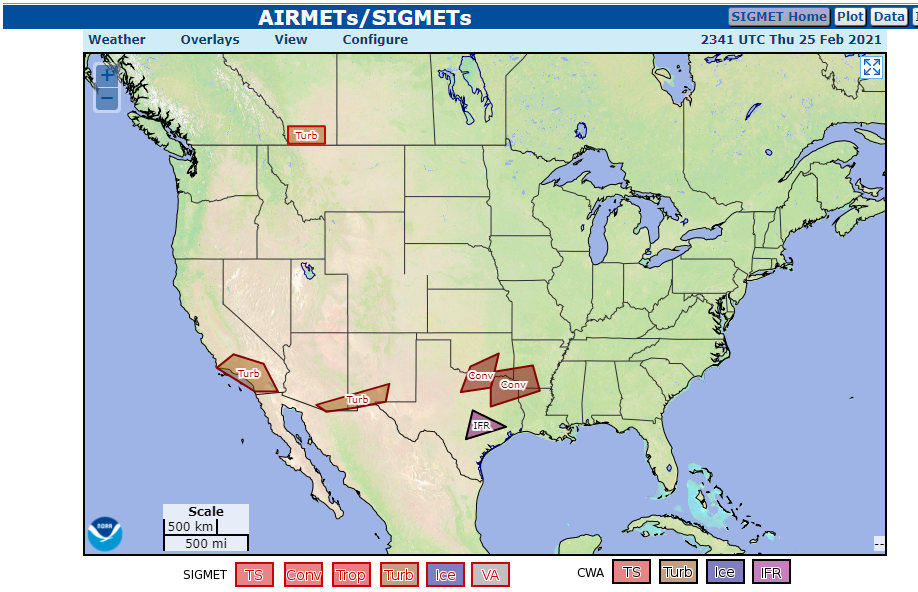 AIRMETs/SIGMETs
SIGMET Home Plot Data
Weather Overlays View Configure 2341 UTC Thu 25 Feb 2021
+
−
Turb
Turb
Conv
Conv
Turb
IFR
Scale
500 km
500 mi
NOAA
--
SIGMET TS Conv Trop Turb Ice VA CWA TS Turb Ice IFR